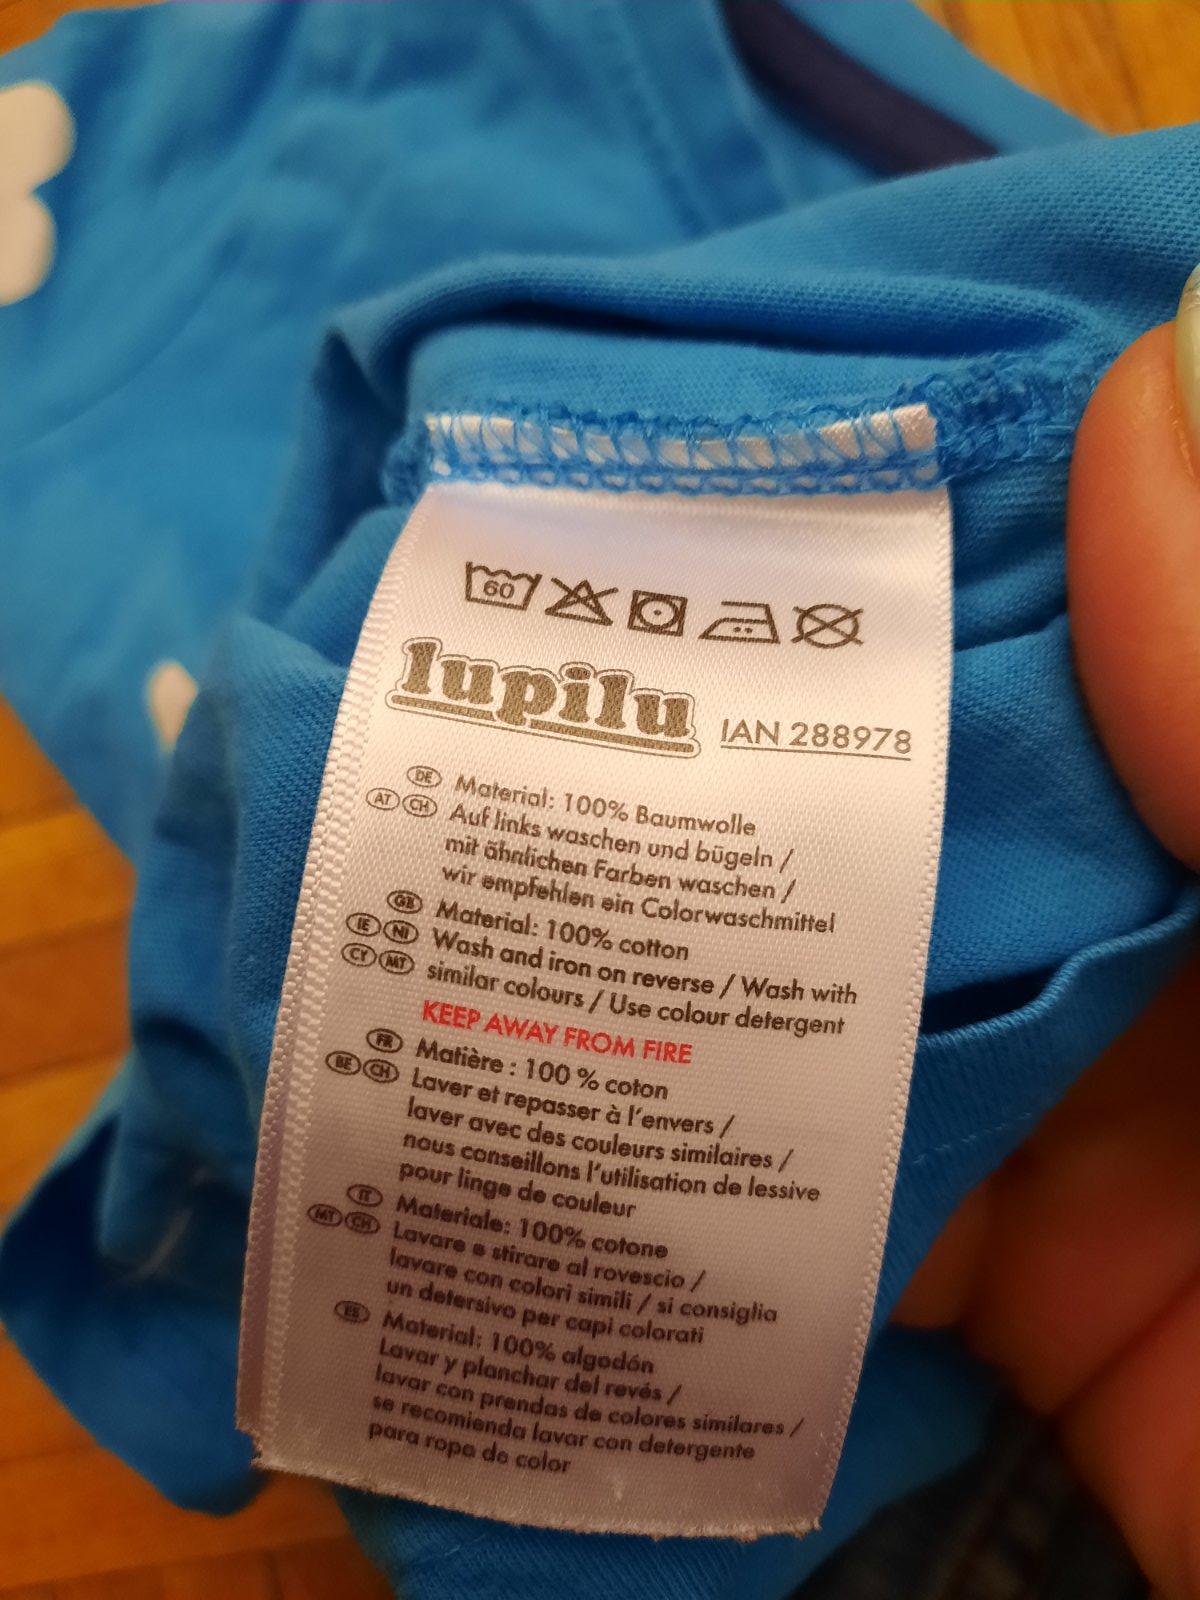 60
lupilu
IAN 288978
DE Material: 100% Baumwolle
AT CH Auf links waschen und bügeln /
mit ähnlichen Farben waschen /
wir empfehlen ein Colorwaschmittel
GB Material: 100% cotton
IE NI Wash and iron on reverse / Wash with
CY MT similar colours / Use colour detergent
KEEP AWAY FROM FIRE
FR Matière : 100 % coton
BE CH Laver et repasser à l'envers /
laver avec des couleurs similaires /
nous conseillons l'utilisation de lessive
pour linge de couleur
IT Materiale: 100% cotone
MT CH Lavare e stirare al rovescio /
lavare con colori simili / si consiglia
un detersivo per capi colorati
ES Material: 100% algodón
Lavar y planchar del revés /
lavar con prendas de colores similares /
se recomienda lavar con detergente
para ropa de color